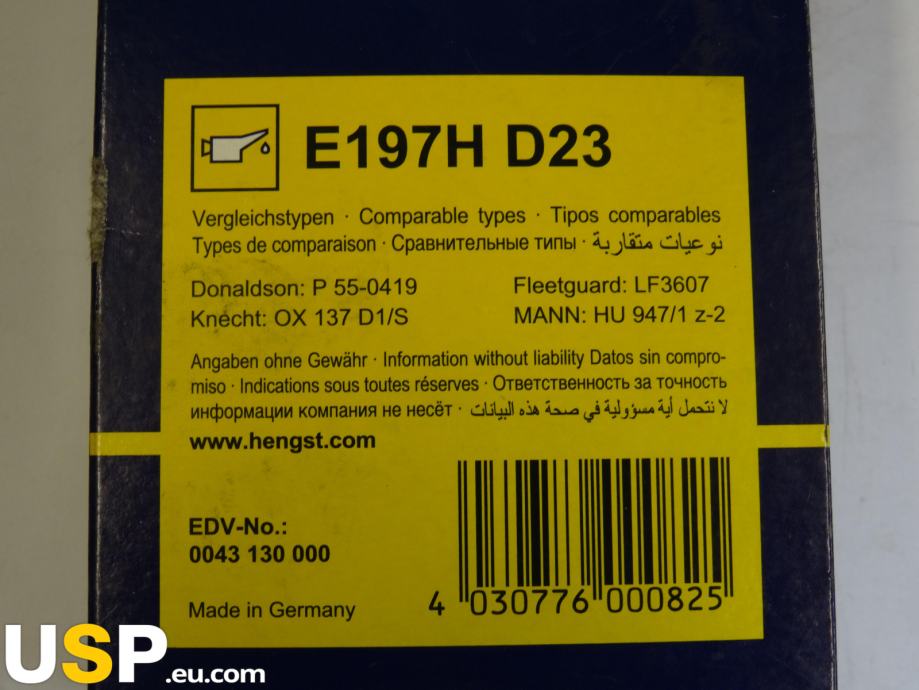 E197H D23
Vergleichstypen · Comparable types · Tipos comparables
Types de comparaison · Сравнительные типы · نوعيات متقاربة
Donaldson: P 55-0419 Fleetguard: LF3607
Knecht: OX 137 D1/S MANN: HU 947/1 z-2
Angaben ohne Gewähr · Information without liability Datos sin compro-
miso · Indications sous toutes réserves · Ответственность за точность
информации компания не несёт · لا نتحمل أية مسؤولية في صحة هذه البيانات
www.hengst.com
EDV-No.:
0043 130 000
Made in Germany
4 030776 000825
USP.eu.com